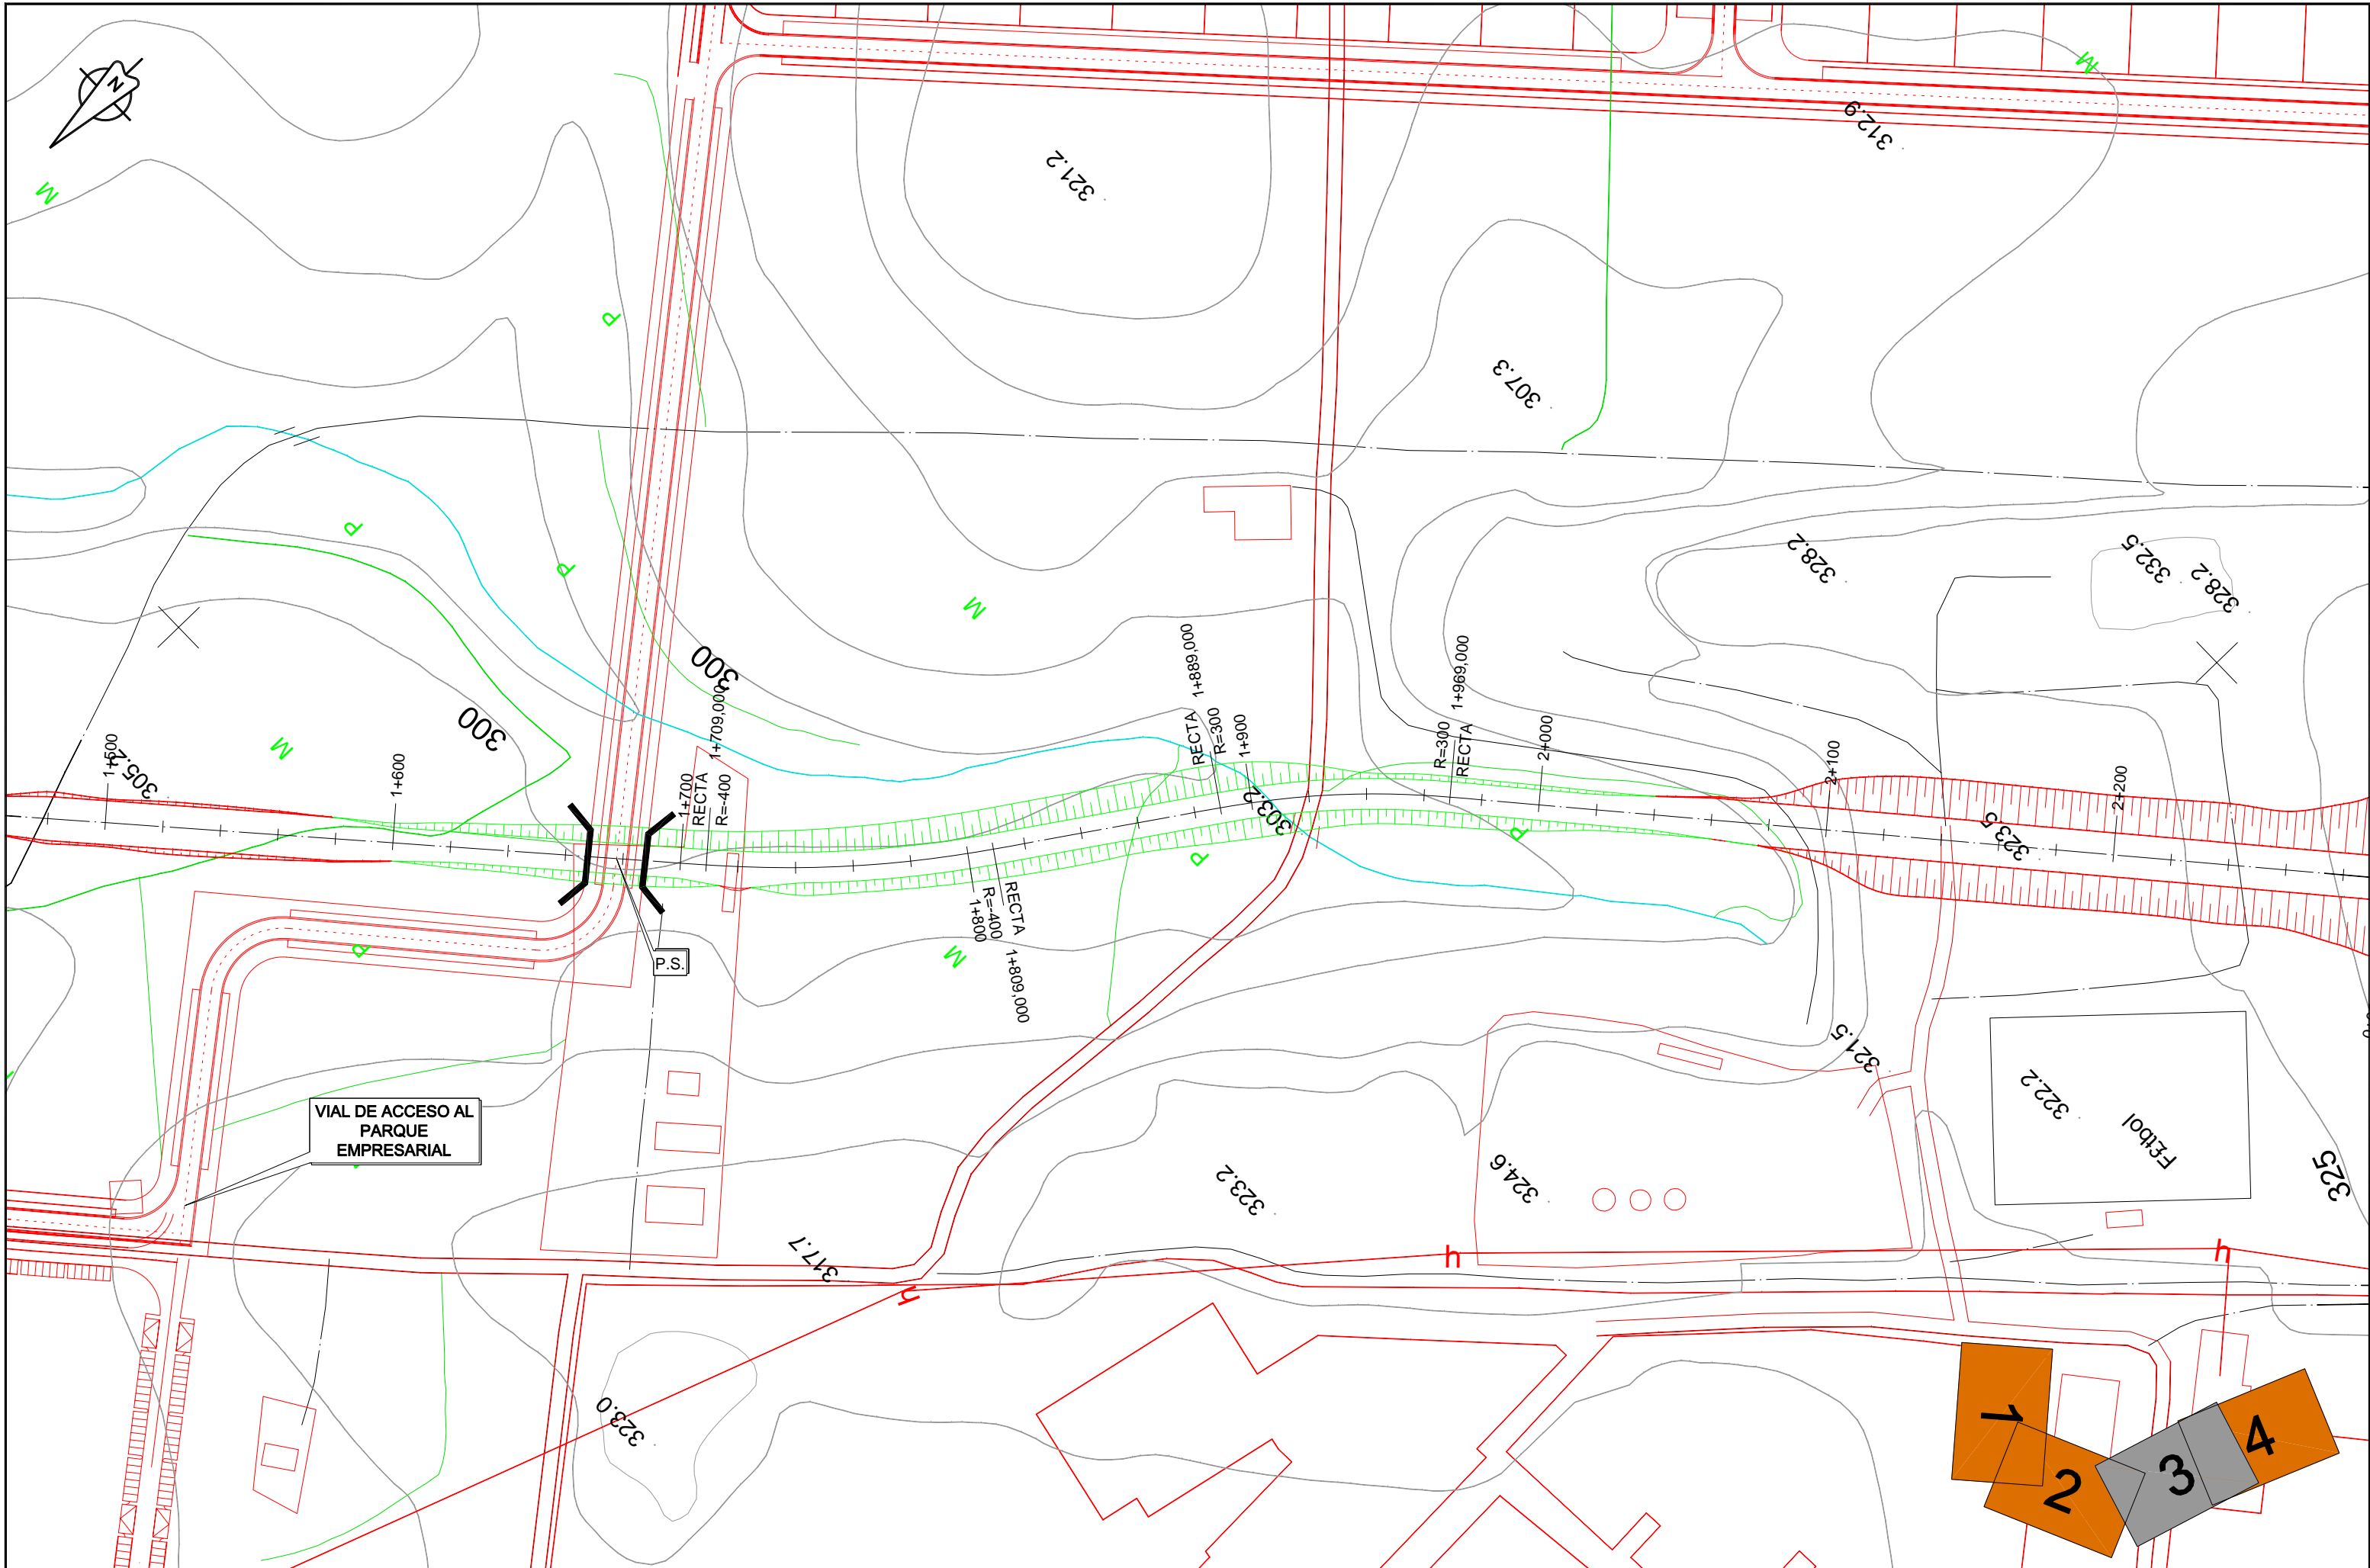 N
M
M
312.9
321.2
P
307.3
P
P
328.2
332.5
328.2
M
300
300
M
305.2
1+500
1+600
1+700
RECTA
R=-400
1+709,000
RECTA
R=300
1+889,000
1+900
303.2
R=300
RECTA
1+969,000
2+000
2+100
2+200
323.5
P
P
P
M
P.S.
1+800
R=-400
RECTA
1+809,000
VIAL DE ACCESO AL
PARQUE
EMPRESARIAL
321.5
322.2
Fútbol
325
323.2
324.6
317.7
h
h
h
323.0
1
2
3
4